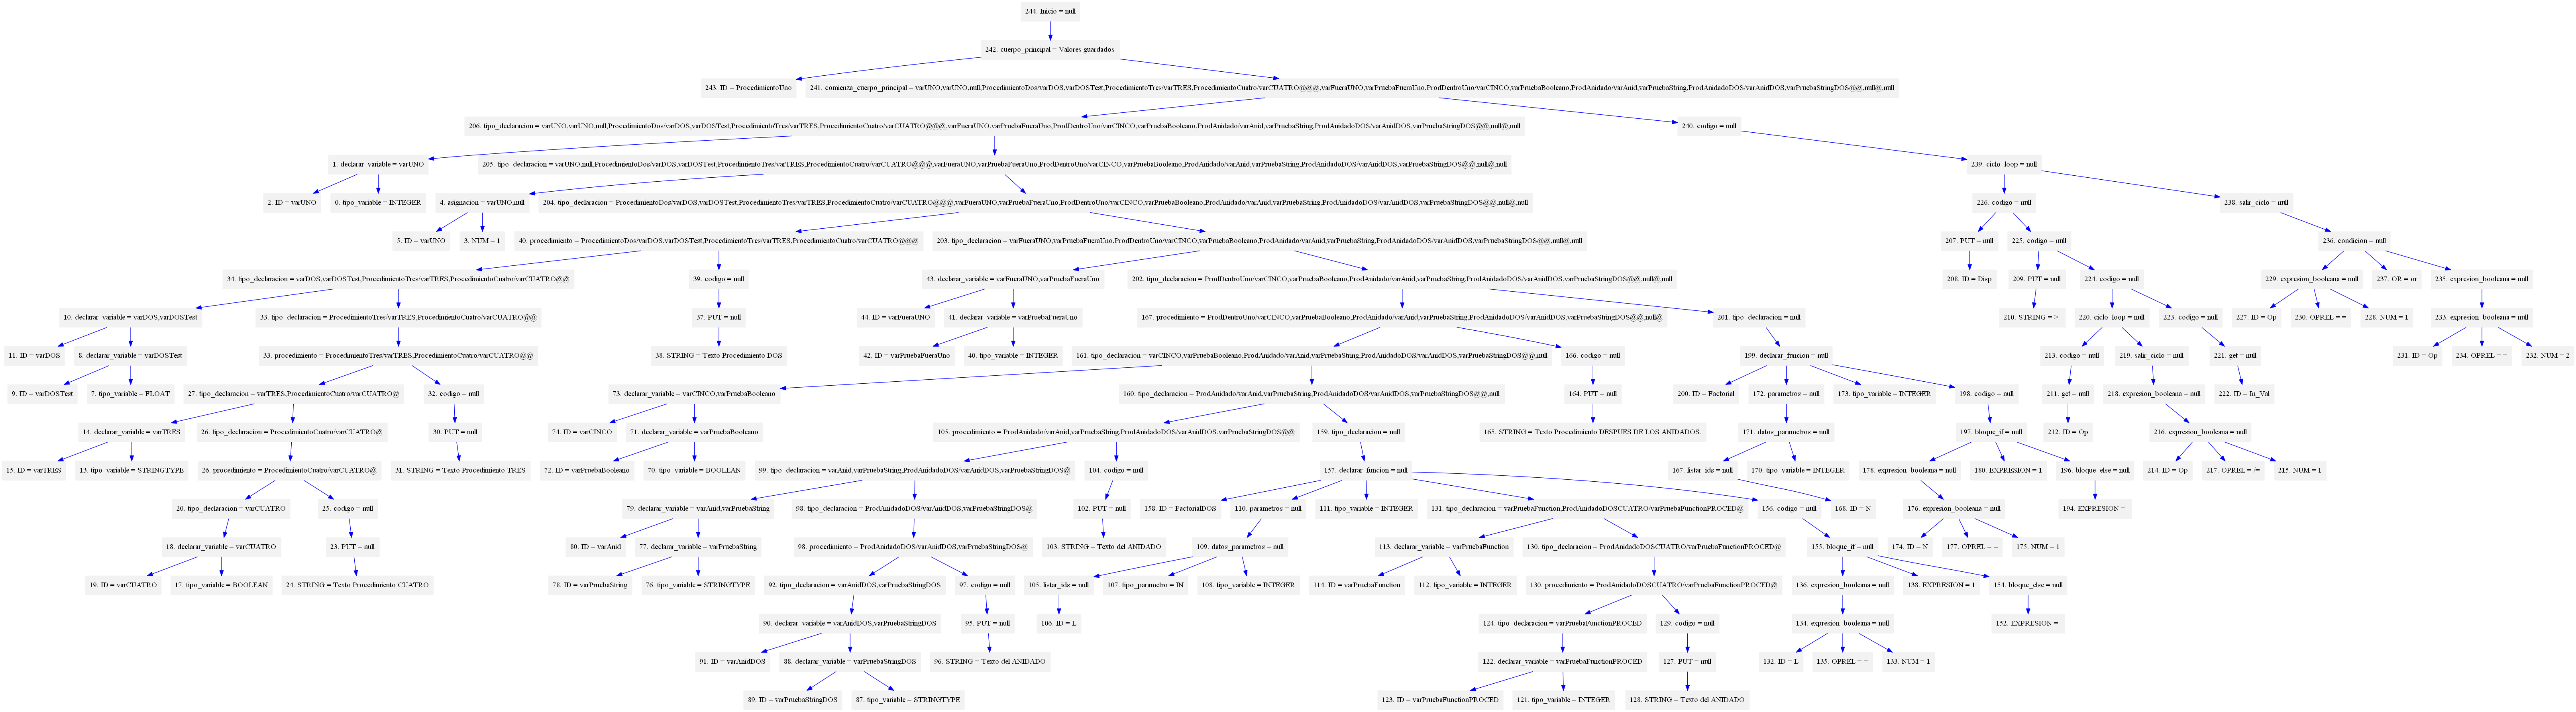 244. Inicio = null
242. cuerpo_principal = Valores guardados
243. ID = ProcedimientoUno
241. comienza_cuerpo_principal = varUNO,varUNO,null,ProcedimientoDos/varDOS,varDOSTest,ProcedimientoTres/varTRES,ProcedimientoCuatro/varCUATRO@@@,varFueraUNO,varPruebaFueraUno,ProdDentroUno/varCINCO,varPruebaBooleano,ProdAnidado/varAnid,varPruebaString,ProdAnidadoDOS/varAnidDOS,varPruebaStringDOS@@,null@,null
206. tipo_declaracion = varUNO,varUNO,null,ProcedimientoDos/varDOS,varDOSTest,ProcedimientoTres/varTRES,ProcedimientoCuatro/varCUATRO@@@,varFueraUNO,varPruebaFueraUno,ProdDentroUno/varCINCO,varPruebaBooleano,ProdAnidado/varAnid,varPruebaString,ProdAnidadoDOS/varAnidDOS,varPruebaStringDOS@@,null@,null
240. codigo = null
1. declarar_variable = varUNO
205. tipo_declaracion = varUNO,null,ProcedimientoDos/varDOS,varDOSTest,ProcedimientoTres/varTRES,ProcedimientoCuatro/varCUATRO@@@,varFueraUNO,varPruebaFueraUno,ProdDentroUno/varCINCO,varPruebaBooleano,ProdAnidado/varAnid,varPruebaString,ProdAnidadoDOS/varAnidDOS,varPruebaStringDOS@@,null@,null
239. ciclo_loop = null
2. ID = varUNO
0. tipo_variable = INTEGER
4. asignacion = varUNO,null
204. tipo_declaracion = ProcedimientoDos/varDOS,varDOSTest,ProcedimientoTres/varTRES,ProcedimientoCuatro/varCUATRO@@@,varFueraUNO,varPruebaFueraUno,ProdDentroUno/varCINCO,varPruebaBooleano,ProdAnidado/varAnid,varPruebaString,ProdAnidadoDOS/varAnidDOS,varPruebaStringDOS@@,null@,null
226. codigo = null
238. salir_ciclo = null
5. ID = varUNO
3. NUM = 1
40. procedimiento = ProcedimientoDos/varDOS,varDOSTest,ProcedimientoTres/varTRES,ProcedimientoCuatro/varCUATRO@@@
203. tipo_declaracion = varFueraUNO,varPruebaFueraUno,ProdDentroUno/varCINCO,varPruebaBooleano,ProdAnidado/varAnid,varPruebaString,ProdAnidadoDOS/varAnidDOS,varPruebaStringDOS@@,null@,null
207. PUT = null
225. codigo = null
236. condicion = null
34. tipo_declaracion = varDOS,varDOSTest,ProcedimientoTres/varTRES,ProcedimientoCuatro/varCUATRO@@
39. codigo = null
43. declarar_variable = varFueraUNO,varPruebaFueraUno
202. tipo_declaracion = ProdDentroUno/varCINCO,varPruebaBooleano,ProdAnidado/varAnid,varPruebaString,ProdAnidadoDOS/varAnidDOS,varPruebaStringDOS@@,null@,null
208. ID = Disp
209. PUT = null
224. codigo = null
229. expresion_booleana = null
237. OR = or
235. expresion_booleana = null
10. declarar_variable = varDOS,varDOSTest
33. tipo_declaracion = ProcedimientoTres/varTRES,ProcedimientoCuatro/varCUATRO@@
37. PUT = null
44. ID = varFueraUNO
41. declarar_variable = varPruebaFueraUno
167. procedimiento = ProdDentroUno/varCINCO,varPruebaBooleano,ProdAnidado/varAnid,varPruebaString,ProdAnidadoDOS/varAnidDOS,varPruebaStringDOS@@,null@
201. tipo_declaracion = null
210. STRING = >
220. ciclo_loop = null
223. codigo = null
227. ID = Op
230. OPREL = =
228. NUM = 1
233. expresion_booleana = null
11. ID = varDOS
8. declarar_variable = varDOSTest
33. procedimiento = ProcedimientoTres/varTRES,ProcedimientoCuatro/varCUATRO@@
38. STRING = Texto Procedimiento DOS
42. ID = varPruebaFueraUno
40. tipo_variable = INTEGER
161. tipo_declaracion = varCINCO,varPruebaBooleano,ProdAnidado/varAnid,varPruebaString,ProdAnidadoDOS/varAnidDOS,varPruebaStringDOS@@,null
166. codigo = null
199. declarar_funcion = null
213. codigo = null
219. salir_ciclo = null
221. get = null
231. ID = Op
234. OPREL = =
232. NUM = 2
9. ID = varDOSTest
7. tipo_variable = FLOAT
27. tipo_declaracion = varTRES,ProcedimientoCuatro/varCUATRO@
32. codigo = null
73. declarar_variable = varCINCO,varPruebaBooleano
160. tipo_declaracion = ProdAnidado/varAnid,varPruebaString,ProdAnidadoDOS/varAnidDOS,varPruebaStringDOS@@,null
164. PUT = null
200. ID = Factorial
172. parametros = null
173. tipo_variable = INTEGER
198. codigo = null
211. get = null
218. expresion_booleana = null
222. ID = In_Val
14. declarar_variable = varTRES
26. tipo_declaracion = ProcedimientoCuatro/varCUATRO@
30. PUT = null
74. ID = varCINCO
71. declarar_variable = varPruebaBooleano
105. procedimiento = ProdAnidado/varAnid,varPruebaString,ProdAnidadoDOS/varAnidDOS,varPruebaStringDOS@@
159. tipo_declaracion = null
165. STRING = Texto Procedimiento DESPUES DE LOS ANIDADOS.
171. datos_parametros = null
197. bloque_if = null
212. ID = Op
216. expresion_booleana = null
15. ID = varTRES
13. tipo_variable = STRINGTYPE
26. procedimiento = ProcedimientoCuatro/varCUATRO@
31. STRING = Texto Procedimiento TRES
72. ID = varPruebaBooleano
70. tipo_variable = BOOLEAN
99. tipo_declaracion = varAnid,varPruebaString,ProdAnidadoDOS/varAnidDOS,varPruebaStringDOS@
104. codigo = null
157. declarar_funcion = null
167. listar_ids = null
170. tipo_variable = INTEGER
178. expresion_booleana = null
180. EXPRESION = 1
196. bloque_else = null
214. ID = Op
217. OPREL = /=
215. NUM = 1
20. tipo_declaracion = varCUATRO
25. codigo = null
79. declarar_variable = varAnid,varPruebaString
98. tipo_declaracion = ProdAnidadoDOS/varAnidDOS,varPruebaStringDOS@
102. PUT = null
158. ID = FactorialDOS
110. parametros = null
111. tipo_variable = INTEGER
131. tipo_declaracion = varPruebaFunction,ProdAnidadoDOSCUATRO/varPruebaFunctionPROCED@
156. codigo = null
168. ID = N
176. expresion_booleana = null
194. EXPRESION =
18. declarar_variable = varCUATRO
23. PUT = null
80. ID = varAnid
77. declarar_variable = varPruebaString
98. procedimiento = ProdAnidadoDOS/varAnidDOS,varPruebaStringDOS@
103. STRING = Texto del ANIDADO
109. datos_parametros = null
113. declarar_variable = varPruebaFunction
130. tipo_declaracion = ProdAnidadoDOSCUATRO/varPruebaFunctionPROCED@
155. bloque_if = null
174. ID = N
177. OPREL = =
175. NUM = 1
19. ID = varCUATRO
17. tipo_variable = BOOLEAN
24. STRING = Texto Procedimiento CUATRO
78. ID = varPruebaString
76. tipo_variable = STRINGTYPE
92. tipo_declaracion = varAnidDOS,varPruebaStringDOS
97. codigo = null
105. listar_ids = null
107. tipo_parametro = IN
108. tipo_variable = INTEGER
114. ID = varPruebaFunction
112. tipo_variable = INTEGER
130. procedimiento = ProdAnidadoDOSCUATRO/varPruebaFunctionPROCED@
136. expresion_booleana = null
138. EXPRESION = 1
154. bloque_else = null
90. declarar_variable = varAnidDOS,varPruebaStringDOS
95. PUT = null
106. ID = L
124. tipo_declaracion = varPruebaFunctionPROCED
129. codigo = null
134. expresion_booleana = null
152. EXPRESION =
91. ID = varAnidDOS
88. declarar_variable = varPruebaStringDOS
96. STRING = Texto del ANIDADO
122. declarar_variable = varPruebaFunctionPROCED
127. PUT = null
132. ID = L
135. OPREL = =
133. NUM = 1
89. ID = varPruebaStringDOS
87. tipo_variable = STRINGTYPE
123. ID = varPruebaFunctionPROCED
121. tipo_variable = INTEGER
128. STRING = Texto del ANIDADO